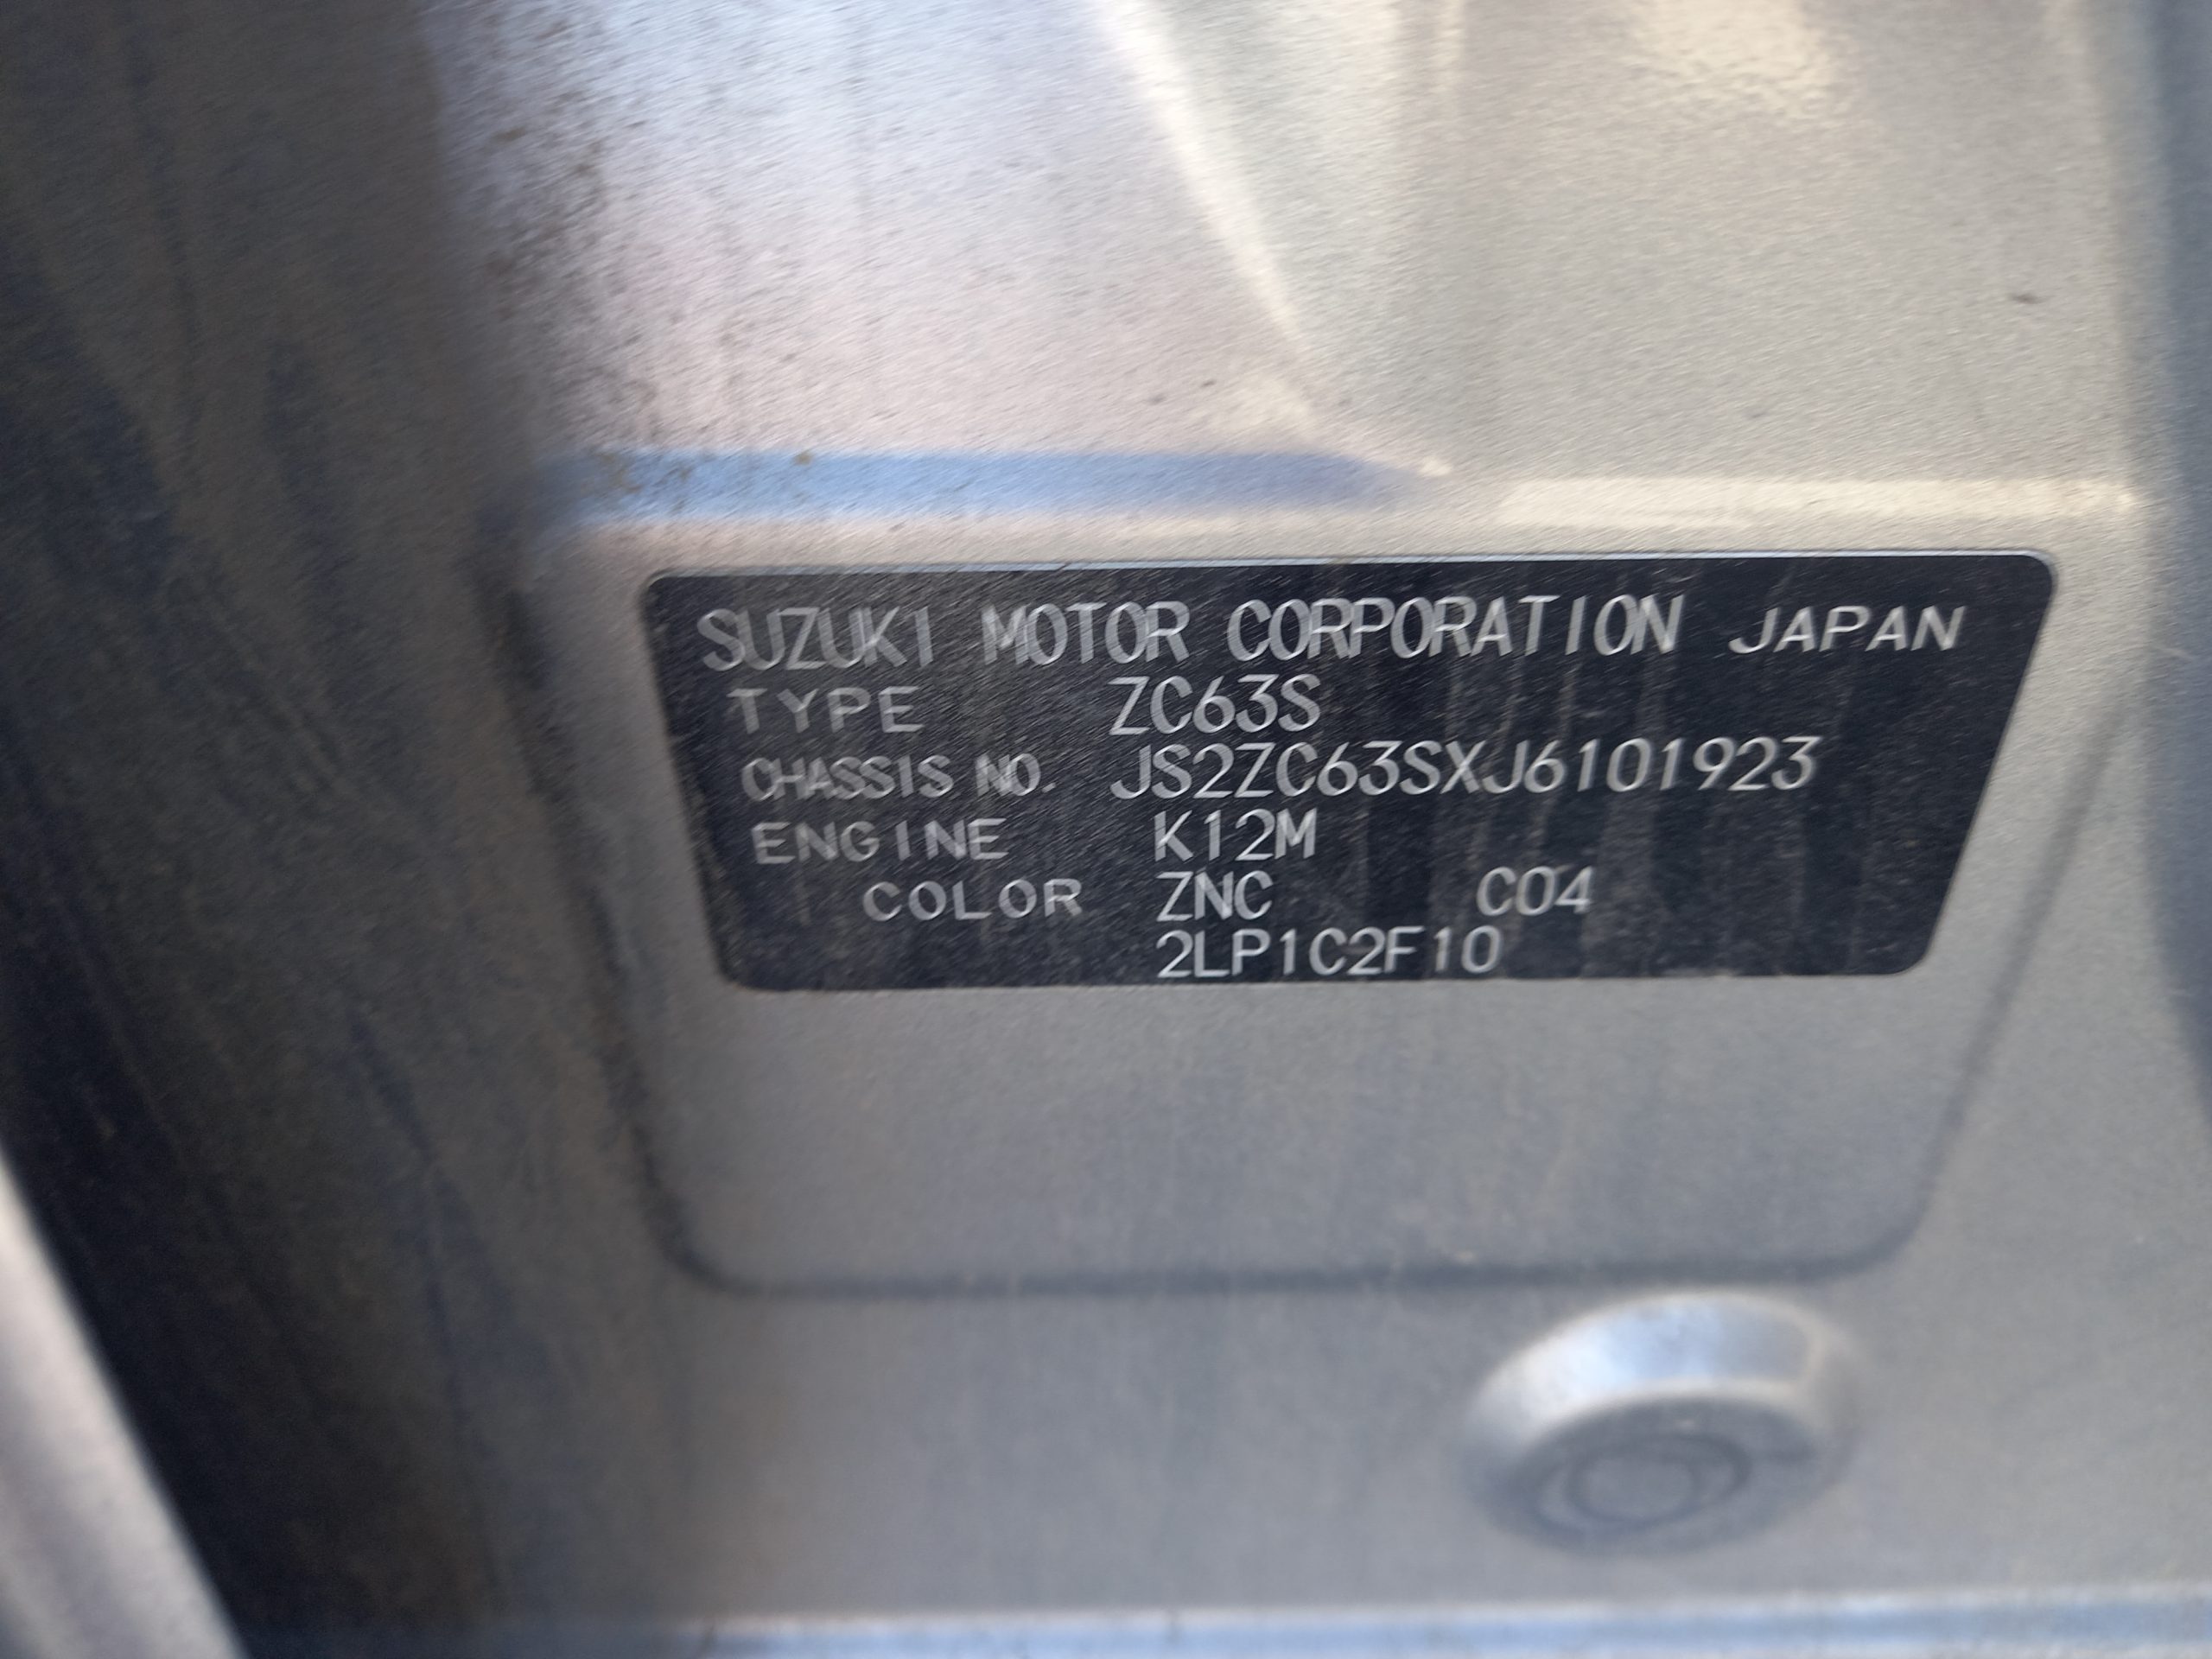 SUZUKI MOTOR CORPORATION JAPAN
TYPE ZC63S
CHASSIS NO. JS2ZC63SXJ6101923
ENGINE K12M
COLOR ZNC C04
2LP1C2F10